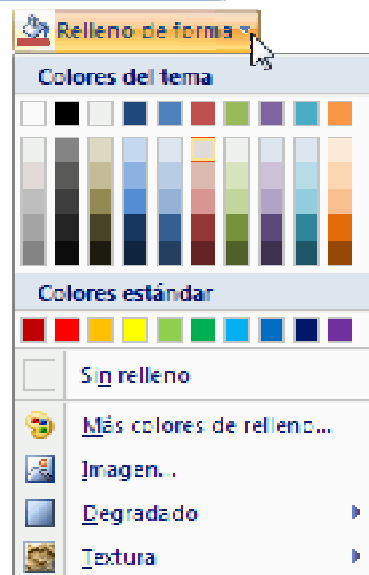 Relleno de forma
Colores del tema
Colores estándar
Sin relleno
Más colores de relleno...
Imagen...
Degradado
Textura